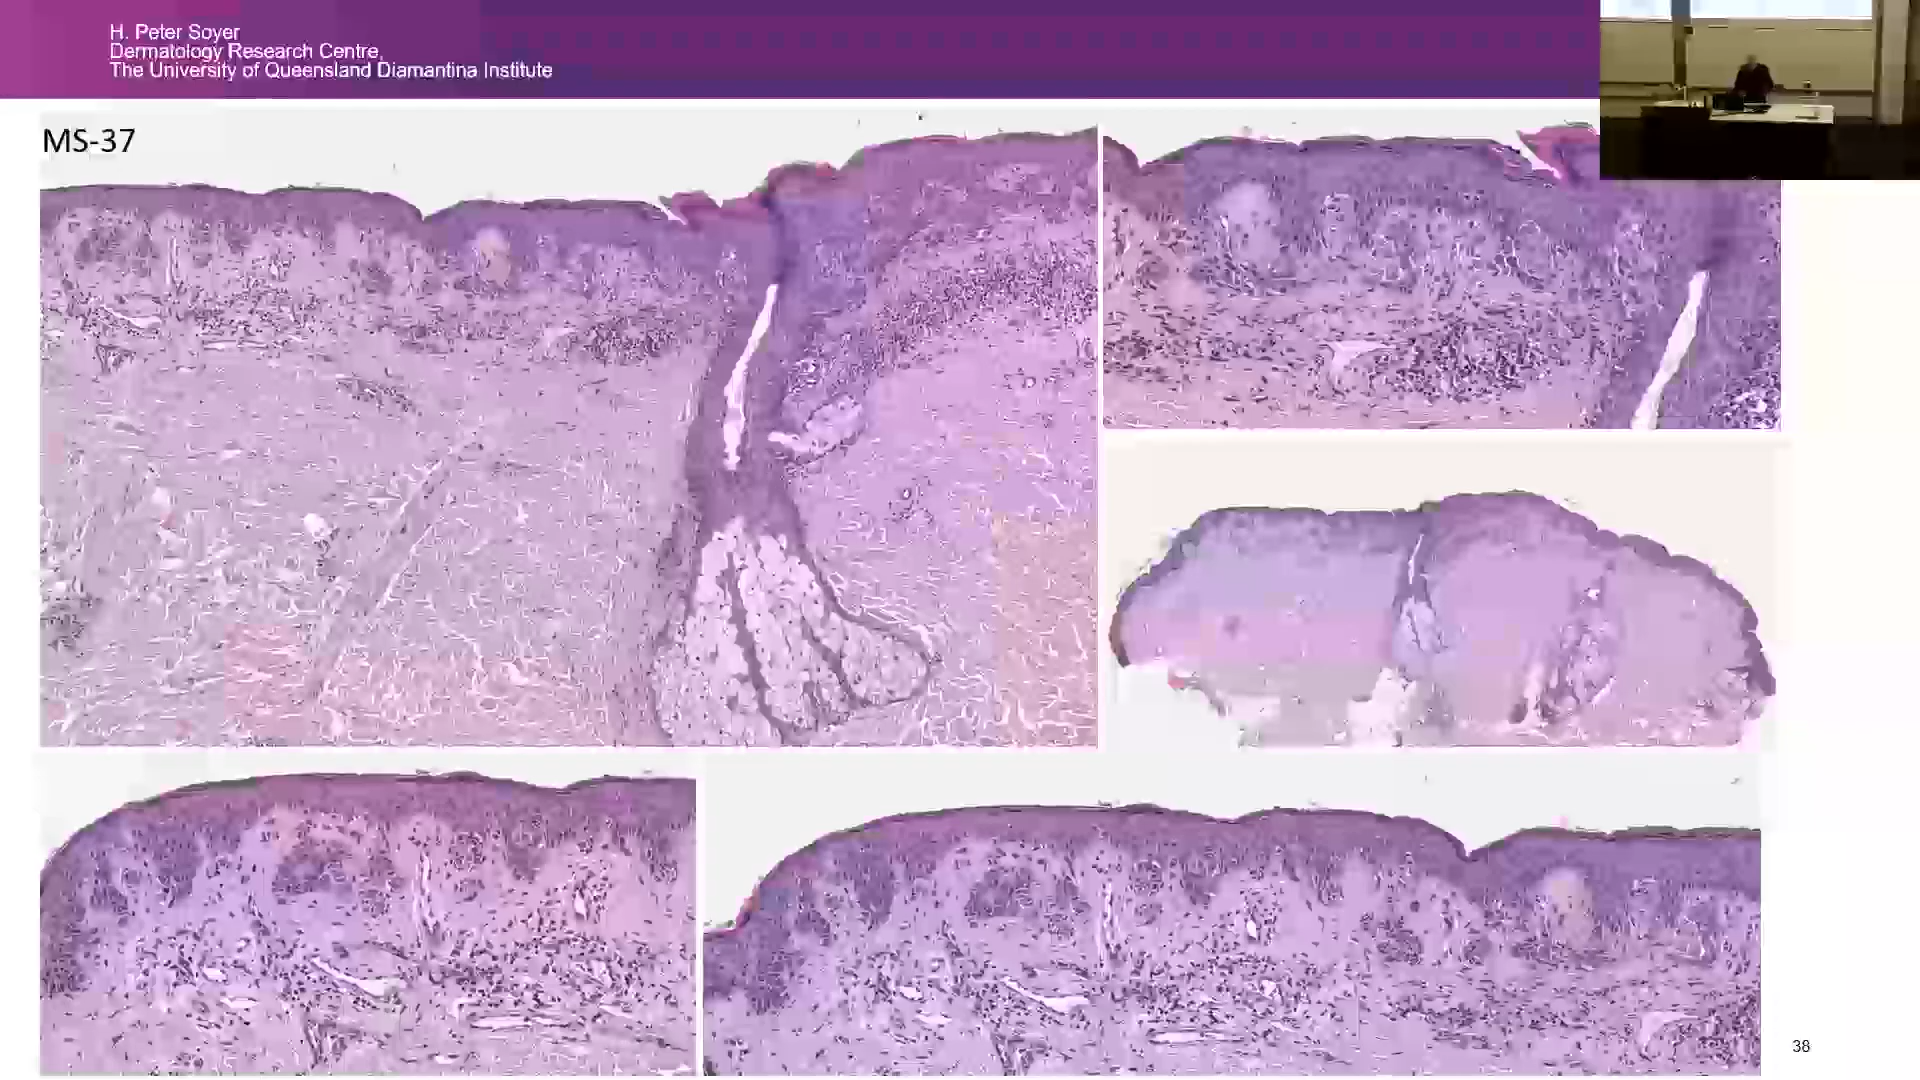 H. Peter Soyer
Dermatology Research Centre,
The University of Queensland Diamantina Institute
MS-37
38